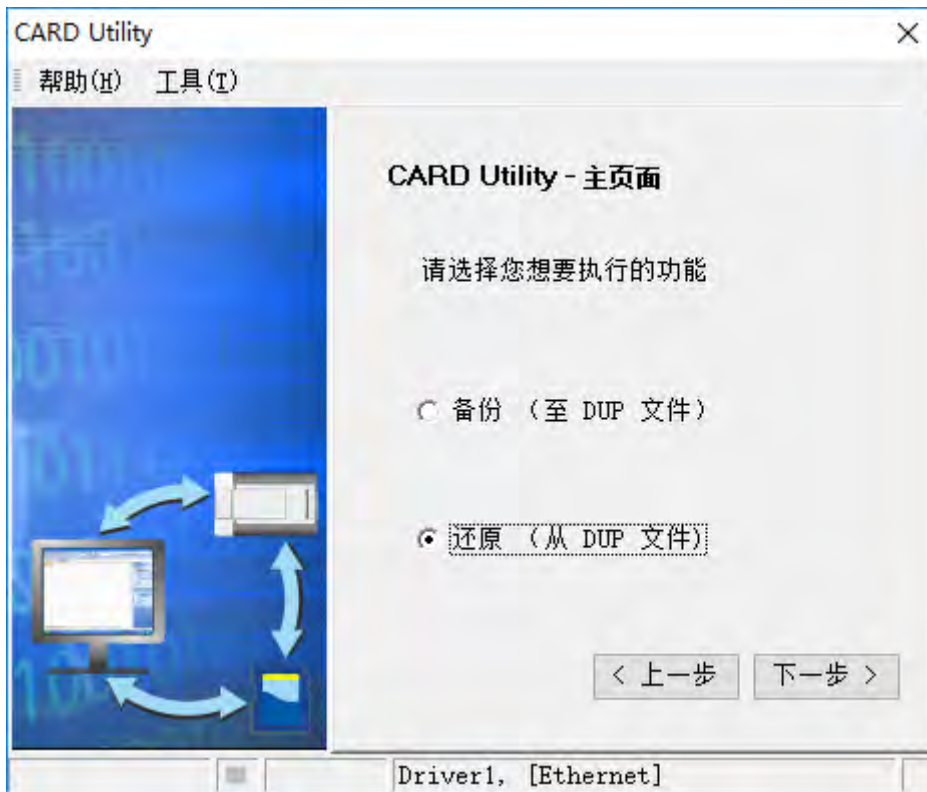 CARD Utility
帮助(H) 工具(T)
CARD Utility - 主页面
请选择您想要执行的功能
备份 (至 DUP 文件)
还原 (从 DUP 文件)
< 上一步 下一步 >
Driver1, [Ethernet]